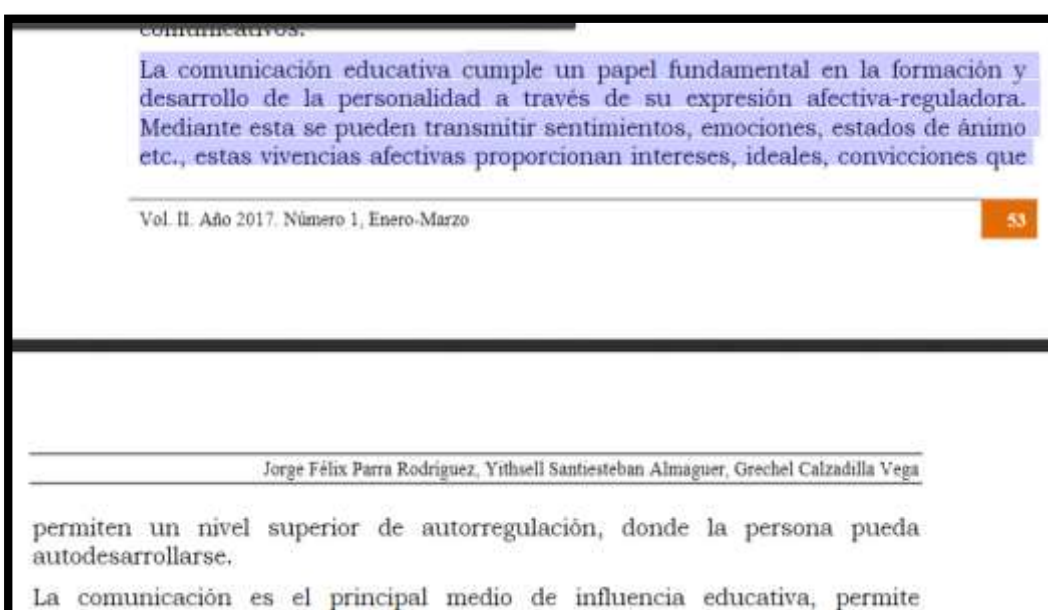 comunicativos.
La comunicación educativa cumple un papel fundamental en la formación y
desarrollo de la personalidad a través de su expresión afectiva-reguladora.
Mediante esta se pueden transmitir sentimientos, emociones, estados de ánimo
etc., estas vivencias afectivas proporcionan intereses, ideales, convicciones que
Vol. II. Año 2017. Número 1, Enero-Marzo
53
Jorge Félix Parra Rodríguez, Yithsell Santiesteban Almaguer, Grechel Calzadilla Vega
permiten un nivel superior de autorregulación, donde la persona pueda
autodesarrollarse.
La comunicación es el principal medio de influencia educativa, permite